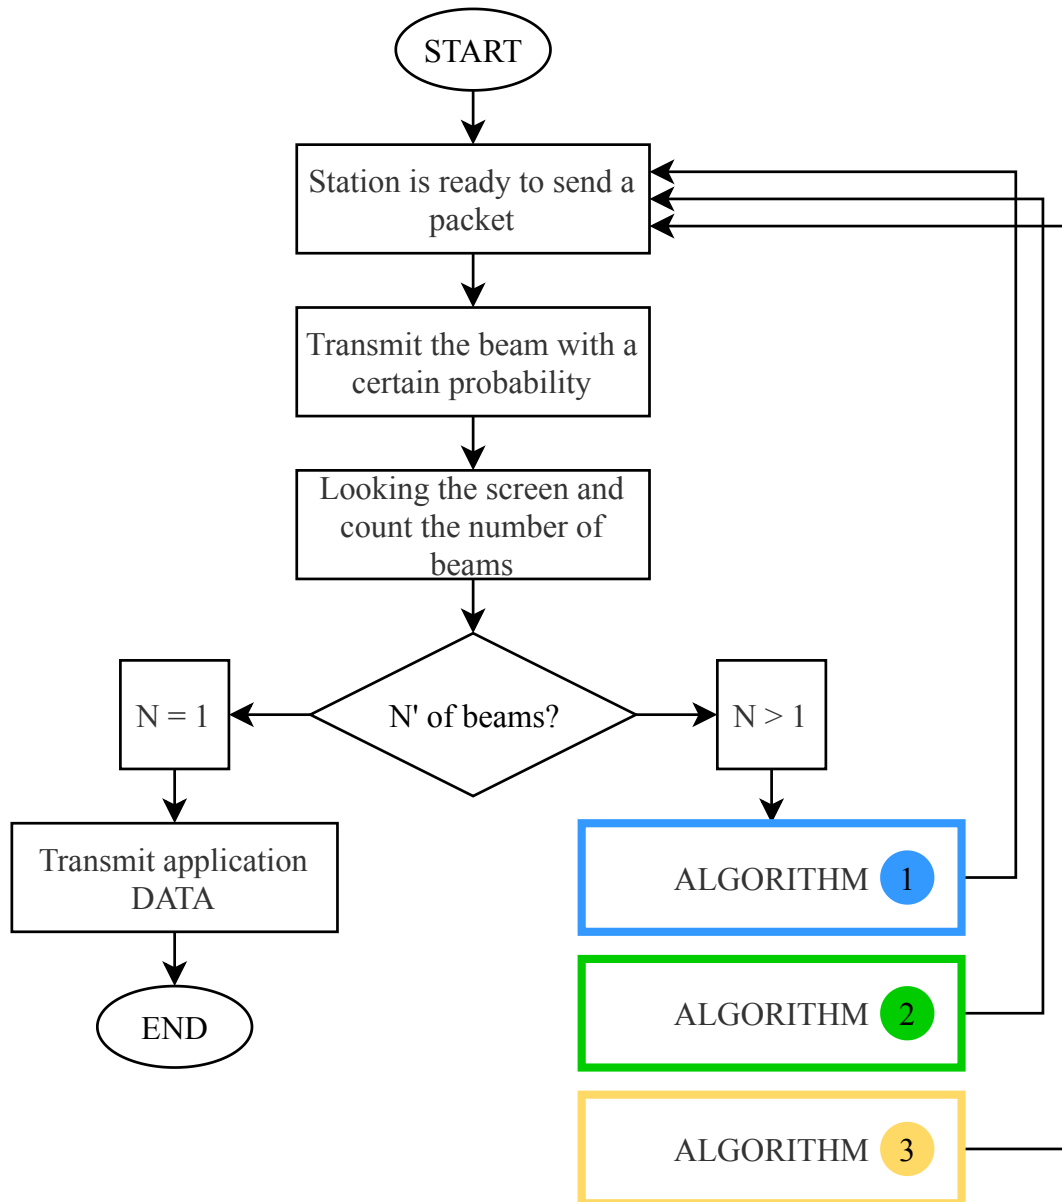 START
Station is ready to send a
packet
Transmit the beam with a
certain probability
Looking the screen and
count the number of
beams
N = 1
N' of beams?
N > 1
Transmit application
DATA
ALGORITHM 1
END
ALGORITHM 2
ALGORITHM 3